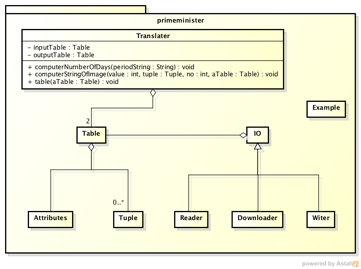 primeminister
Translater
- inputTable : Table
- outputTable : Table
+ computerNumberOfDays(periodString : String) : void
+ computerStringOfImage(value : int, tuple : Tuple, no : int, aTable : Table) : void
+ table(aTable : Table) : void
Example
2
Table
IO
0..*
Attributes
Tuple
Reader
Downloader
Witer
powered by Astah